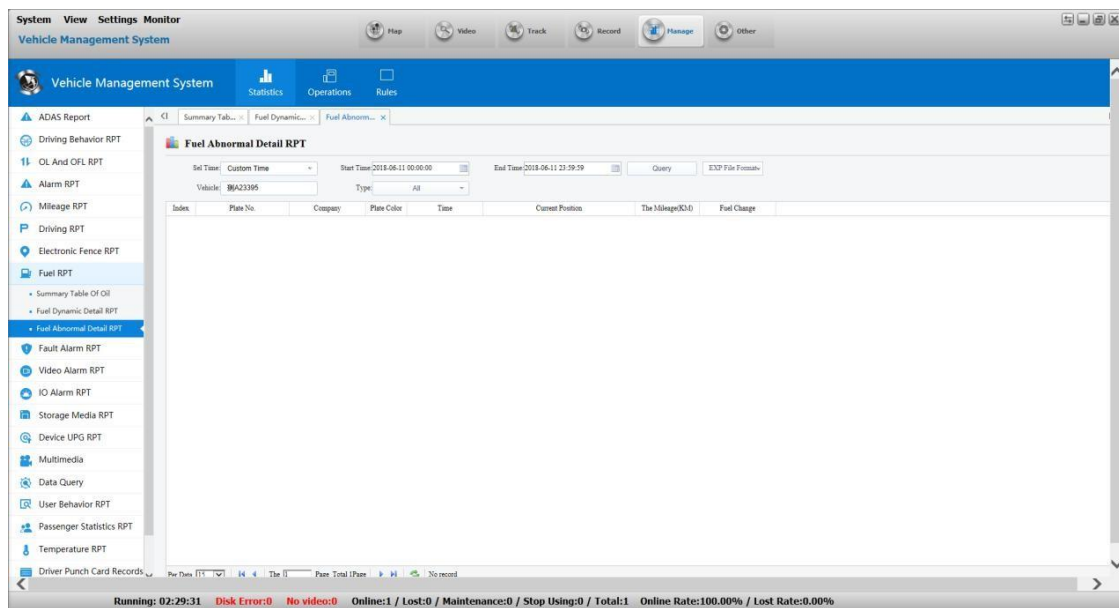 System View Settings Monitor
Vehicle Management System
Map Video Track Record Manage Other
Vehicle Management System
Statistics Operations Rules
Summary Tab... × Fuel Dynamic... × Fuel Abnorm... ×
Fuel Abnormal Detail RPT
Sel Time: Custom Time Start Time: 2018-06-11 00:00:00 End Time: 2018-06-11 23:59:59 Query EXP File Format
Vehicle: A23395 Type: All
Index Plate No. Company Plate Color Time Current Position The Mileage(KM) Fuel Change
ADAS Report
Driving Behavior RPT
OL And OFL RPT
Alarm RPT
Mileage RPT
Driving RPT
Electronic Fence RPT
Fuel RPT
Summary Table Of Oil
Fuel Dynamic Detail RPT
Fuel Abnormal Detail RPT
Fault Alarm RPT
Video Alarm RPT
IO Alarm RPT
Storage Media RPT
Device UPG RPT
Multimedia
Data Query
User Behavior RPT
Passenger Statistics RPT
Temperature RPT
Driver Punch Card Records
Per Data 15 The 1 Page Total 1Page No record
Running: 02:29:31 Disk Error:0 No video:0 Online:1 / Lost:0 / Maintenance:0 / Stop Using:0 / Total:1 Online Rate:100.00% / Lost Rate:0.00%